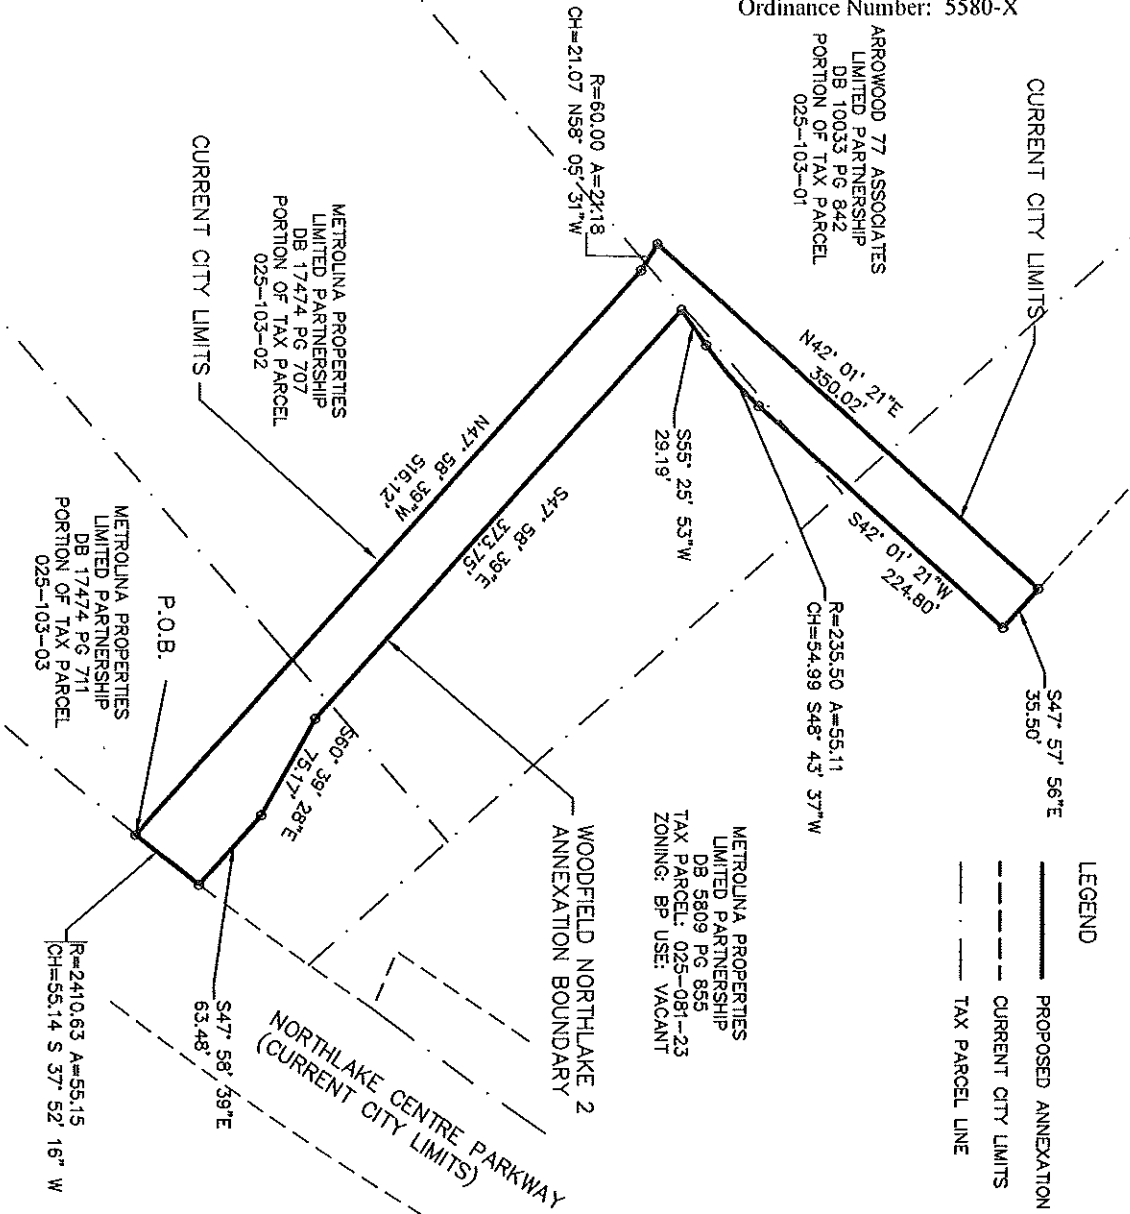 Ordinance Number: 5580-X
ARROWOOD 77 ASSOCIATES
LIMITED PARTNERSHIP
DB 10033 PG 842
PORTION OF TAX PARCEL
025-103-01
CURRENT CITY LIMITS
R=60.00 A=21.18
CH=21.07 N58° 05' 31"W
N42° 01' 21"E
350.02'
S47° 57' 56"E
35.50'
S42° 01' 21"W
224.80'
R=235.50 A=55.11
CH=54.99 S48° 43' 37"W
S55° 25' 53"W
29.19'
CURRENT CITY LIMITS
METROLINA PROPERTIES
LIMITED PARTNERSHIP
DB 17474 PG 707
PORTION OF TAX PARCEL
025-103-02
N47° 58' 39"W
516.12'
S47° 58' 39"E
373.75'
S60° 39' 28"E
75.17'
METROLINA PROPERTIES
LIMITED PARTNERSHIP
DB 17474 PG 711
PORTION OF TAX PARCEL
025-103-03
P.O.B.
WOODFIELD NORTHLAKE 2
ANNEXATION BOUNDARY
METROLINA PROPERTIES
LIMITED PARTNERSHIP
DB 5809 PG 855
TAX PARCEL: 025-081-23
ZONING: BP USE: VACANT
S47° 58' 39"E
63.48'
R=2410.63 A=55.15
CH=55.14 S 37° 52' 16" W
NORTHLAKE CENTRE PARKWAY
(CURRENT CITY LIMITS)
LEGEND
PROPOSED ANNEXATION
CURRENT CITY LIMITS
TAX PARCEL LINE